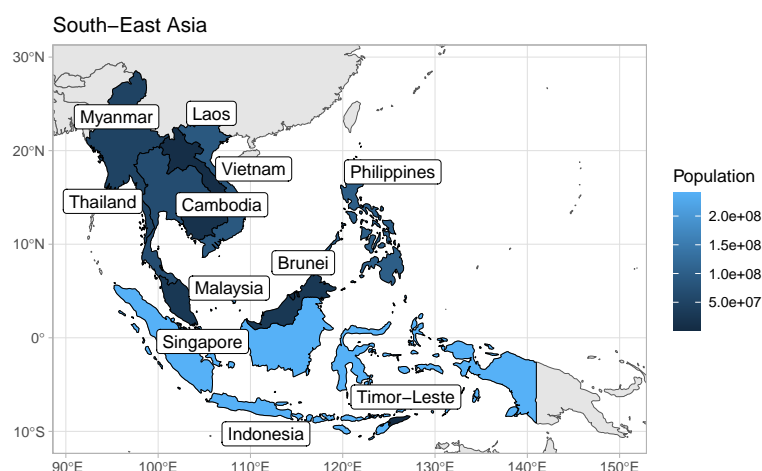 South−East Asia
30°N
20°N
10°N
0°
10°S
90°E
100°E
110°E
120°E
130°E
140°E
150°E
Myanmar
Laos
Vietnam
Philippines
Thailand
Cambodia
Brunei
Malaysia
Singapore
Timor−Leste
Indonesia
Population
2.0e+08
1.5e+08
1.0e+08
5.0e+07